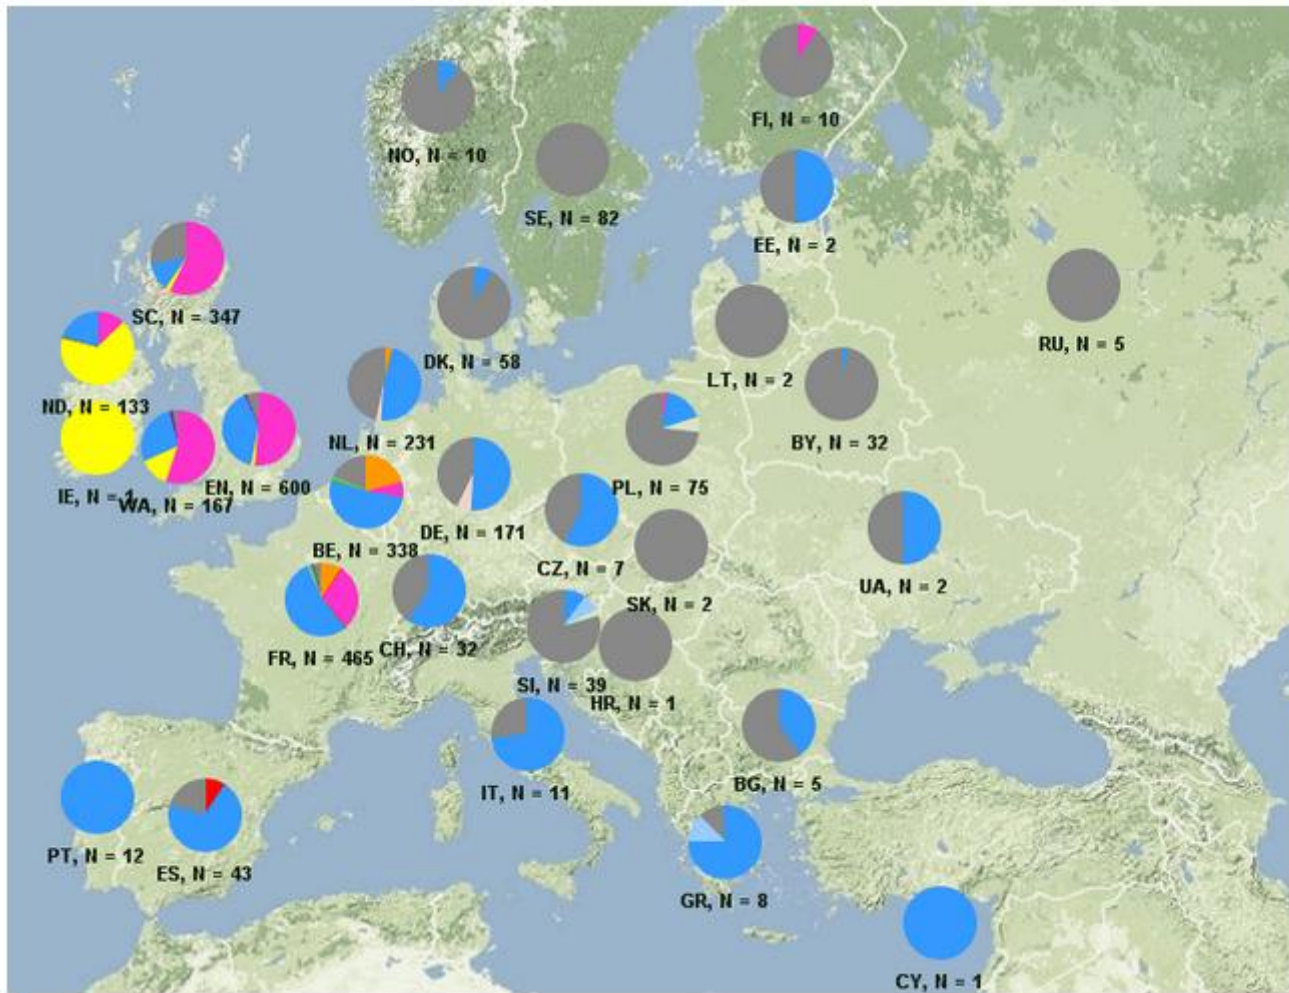 FI, N = 10
NO, N = 10
SE, N = 82
EE, N = 2
SC, N = 347
RU, N = 5
DK, N = 58
LT, N = 2
ND, N = 133
NL, N = 231
BY, N = 32
IE, N = 1
WA, N = 167
EN, N = 600
PL, N = 75
DE, N = 171
BE, N = 338
CZ, N = 7
UA, N = 2
SK, N = 2
FR, N = 465
CH, N = 32
SI, N = 39
HR, N = 1
IT, N = 11
BG, N = 5
PT, N = 12
ES, N = 43
GR, N = 8
CY, N = 1